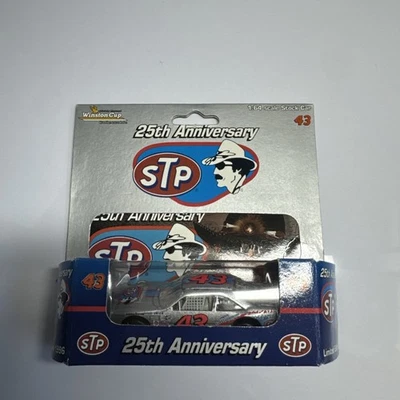 Winston Cup
1:64 Scale Stock Car
25th Anniversary
43
STP
25th Anniversary
STP
43
43
43
25th
STP
25th Anniversary
STP
STP
Limited